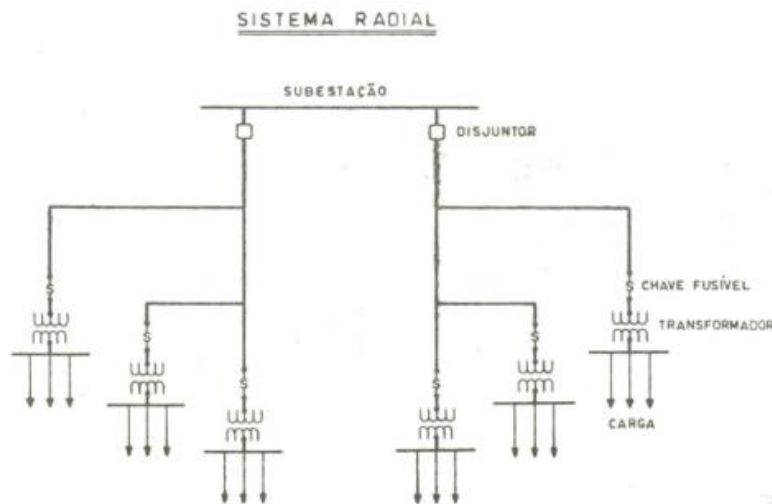 SISTEMA RADIAL
SUBESTAÇÃO
DISJUNTOR
CHAVE FUSÍVEL
TRANSFORMADOR
CARGA